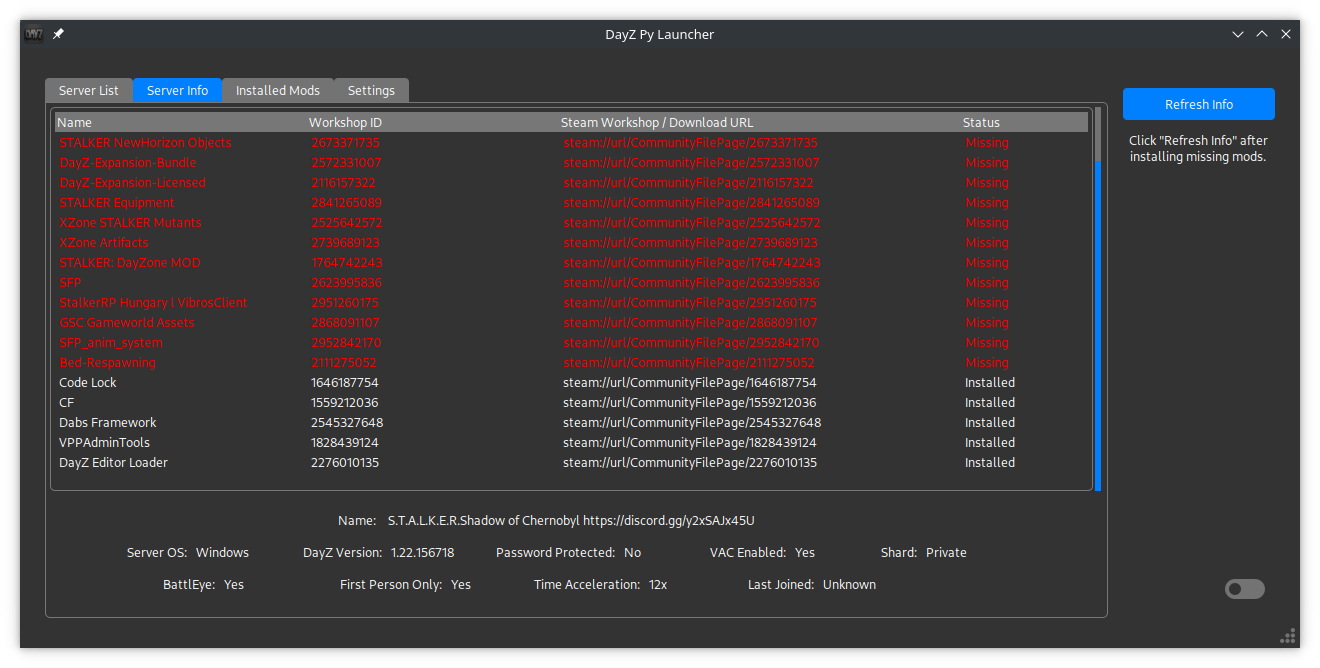 DayZ Py Launcher
Server List Server Info Installed Mods Settings
Refresh Info
Click "Refresh Info" after
installing missing mods.
Name Workshop ID Steam Workshop / Download URL Status
STALKER NewHorizon Objects 2673371735 steam://url/CommunityFilePage/2673371735 Missing
DayZ-Expansion-Bundle 2572331007 steam://url/CommunityFilePage/2572331007 Missing
DayZ-Expansion-Licensed 2116157322 steam://url/CommunityFilePage/2116157322 Missing
STALKER Equipment 2841265089 steam://url/CommunityFilePage/2841265089 Missing
XZone STALKER Mutants 2525642572 steam://url/CommunityFilePage/2525642572 Missing
XZone Artifacts 2739689123 steam://url/CommunityFilePage/2739689123 Missing
STALKER: DayZone MOD 1764742243 steam://url/CommunityFilePage/1764742243 Missing
SFP 2623995836 steam://url/CommunityFilePage/2623995836 Missing
StalkerRP Hungary l VibrosClient 2951260175 steam://url/CommunityFilePage/2951260175 Missing
GSC Gameworld Assets 2868091107 steam://url/CommunityFilePage/2868091107 Missing
SFP_anim_system 2952842170 steam://url/CommunityFilePage/2952842170 Missing
Bed-Respawning 2111275052 steam://url/CommunityFilePage/2111275052 Missing
Code Lock 1646187754 steam://url/CommunityFilePage/1646187754 Installed
CF 1559212036 steam://url/CommunityFilePage/1559212036 Installed
Dabs Framework 2545327648 steam://url/CommunityFilePage/2545327648 Installed
VPPAdminTools 1828439124 steam://url/CommunityFilePage/1828439124 Installed
DayZ Editor Loader 2276010135 steam://url/CommunityFilePage/2276010135 Installed
Name: S.T.A.L.K.E.R.Shadow of Chernobyl https://discord.gg/y2xSAJx45U
Server OS: Windows DayZ Version: 1.22.156718 Password Protected: No VAC Enabled: Yes Shard: Private
BattlEye: Yes First Person Only: Yes Time Acceleration: 12x Last Joined: Unknown